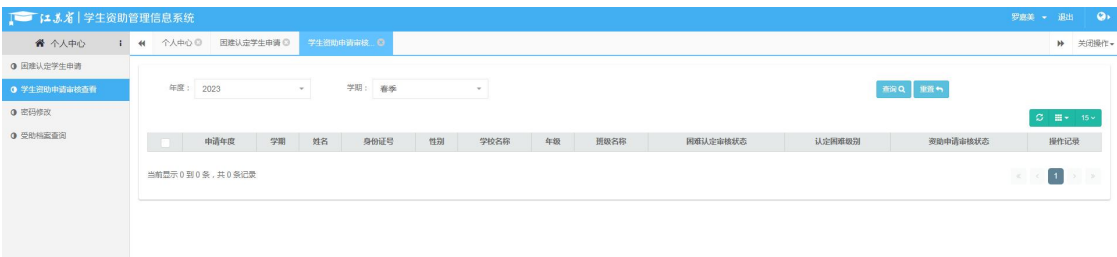 江苏省 | 学生资助管理信息系统
罗庭美 退出
个人中心
个人中心 困难认定学生申请 学生资助申请审核... 关闭操作
困难认定学生申请
学生资助申请审核查看
密码修改
受助档案查询
年度： 2023 学期： 春季 查询 重置
15
申请年度 学期 姓名 身份证号 性别 学校名称 年级 班级名称 困难认定审核状态 认定困难级别 资助申请审核状态 操作记录
当前显示 0 到 0 条，共 0 条记录
« ‹ 1 › »